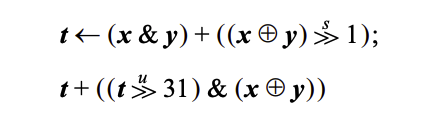 t ← (x & y) + ((x ⊕ y) ≫ˢ 1);
t + ((t ≫ᵘ 31) & (x ⊕ y))